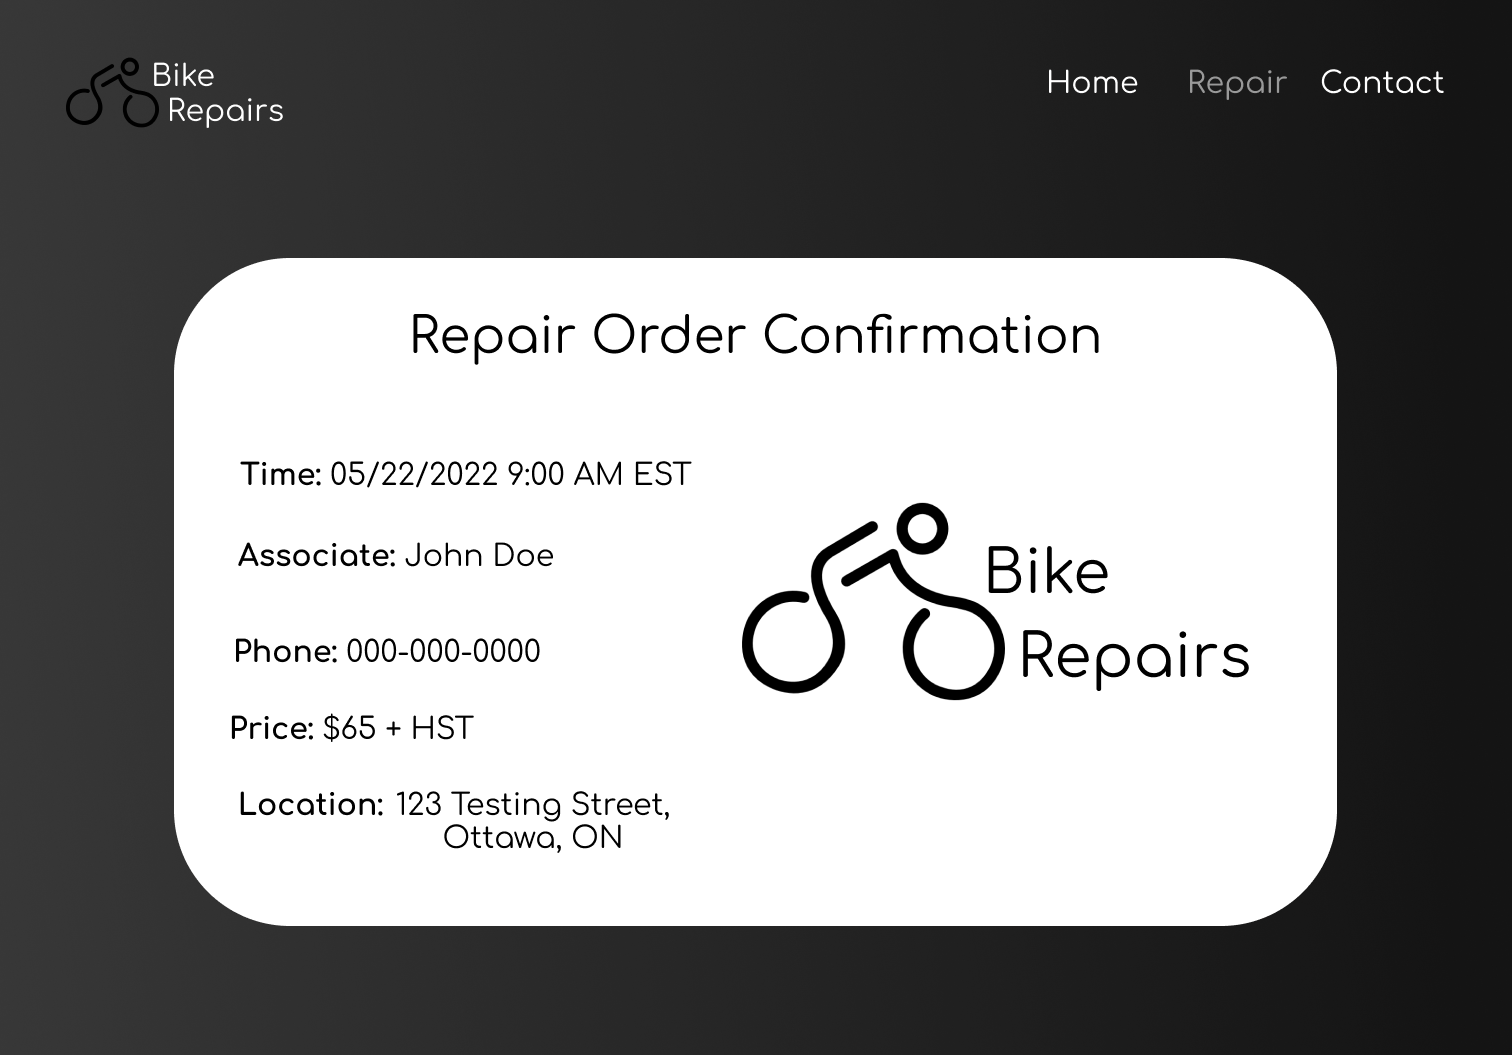 Bike
Repairs
Home Repair Contact
Repair Order Confirmation
Time: 05/22/2022 9:00 AM EST
Associate: John Doe
Phone: 000-000-0000
Price: $65 + HST
Location: 123 Testing Street,
Ottawa, ON
Bike
Repairs